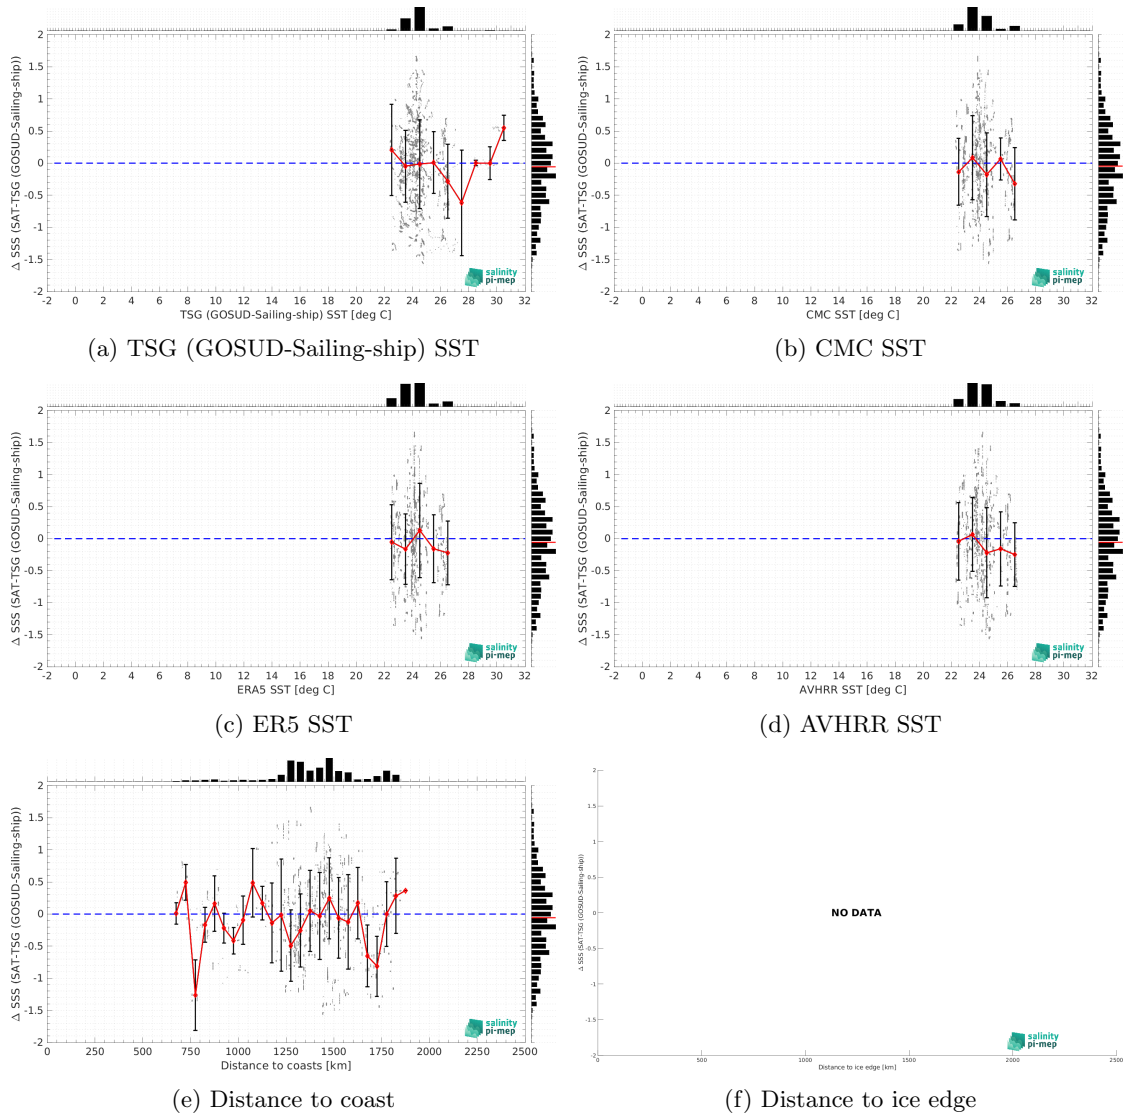 2
1.5
1
0.5
0
-0.5
-1
-1.5
-2
Δ SSS (SAT-TSG (GOSUD-Sailing-ship))
salinity
pi-mep
-2 0 2 4 6 8 10 12 14 16 18 20 22 24 26 28 30 32
TSG (GOSUD-Sailing-ship) SST [deg C]
(a) TSG (GOSUD-Sailing-ship) SST
2
1.5
1
0.5
0
-0.5
-1
-1.5
-2
Δ SSS (SAT-TSG (GOSUD-Sailing-ship))
salinity
pi-mep
-2 0 2 4 6 8 10 12 14 16 18 20 22 24 26 28 30 32
CMC SST [deg C]
(b) CMC SST
2
1.5
1
0.5
0
-0.5
-1
-1.5
-2
Δ SSS (SAT-TSG (GOSUD-Sailing-ship))
salinity
pi-mep
-2 0 2 4 6 8 10 12 14 16 18 20 22 24 26 28 30 32
ERA5 SST [deg C]
(c) ER5 SST
2
1.5
1
0.5
0
-0.5
-1
-1.5
-2
Δ SSS (SAT-TSG (GOSUD-Sailing-ship))
salinity
pi-mep
-2 0 2 4 6 8 10 12 14 16 18 20 22 24 26 28 30 32
AVHRR SST [deg C]
(d) AVHRR SST
2
1.5
1
0.5
0
-0.5
-1
-1.5
-2
Δ SSS (SAT-TSG (GOSUD-Sailing-ship))
salinity
pi-mep
0 250 500 750 1000 1250 1500 1750 2000 2250 2500
Distance to coasts [km]
(e) Distance to coast
2
1.5
1
0.5
0
-0.5
-1
-1.5
-2
Δ SSS (SAT-TSG (GOSUD-Sailing-ship))
NO DATA
salinity
pi-mep
0 500 1000 1500 2000 2500
Distance to ice edge [km]
(f) Distance to ice edge